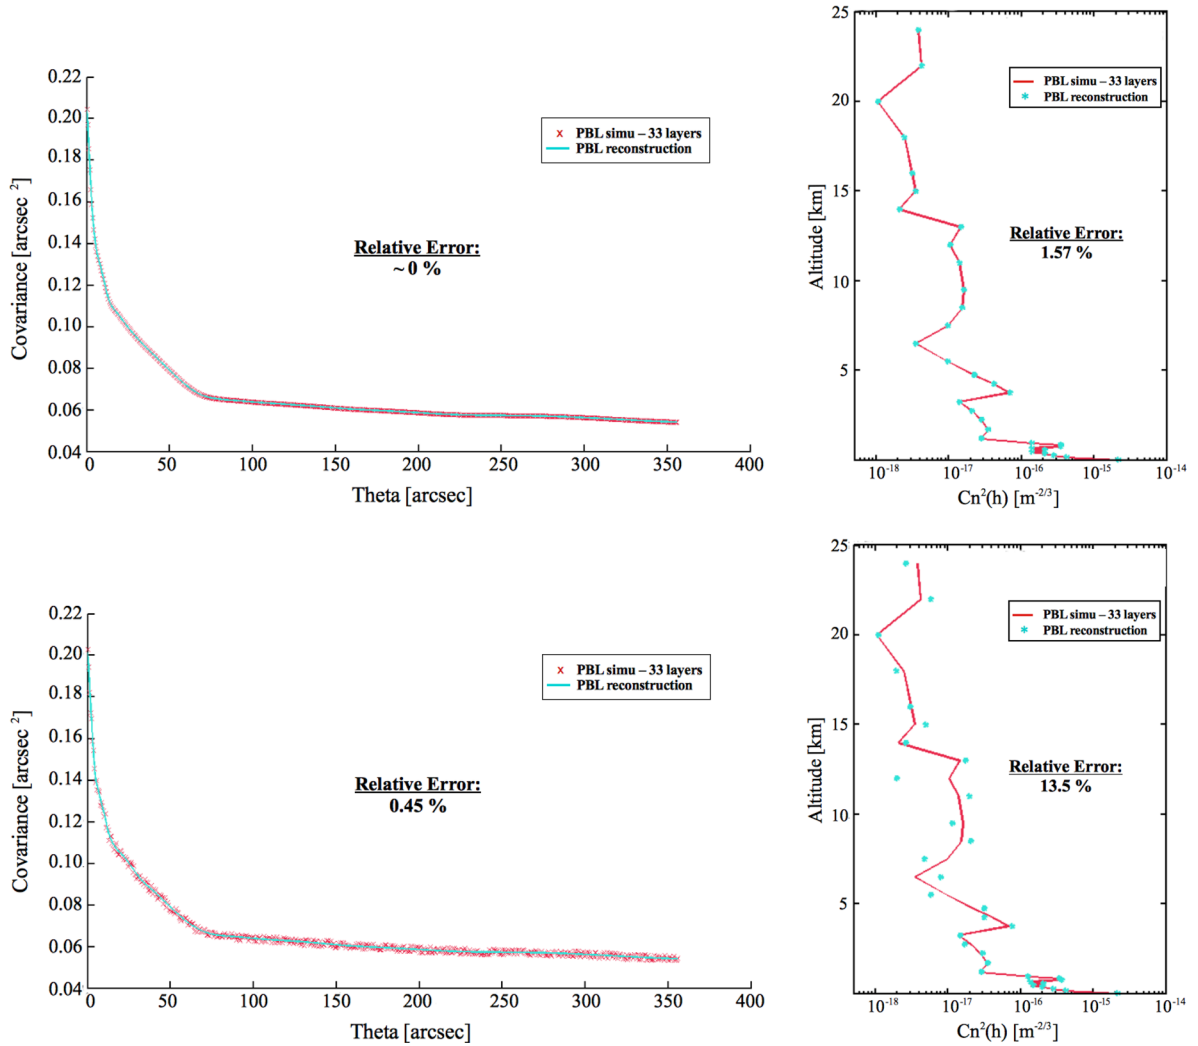 0.22
0.20
0.18
0.16
0.14
0.12
0.10
0.08
0.06
0.04
Covariance [arcsec ²]
0
50
100
150
200
250
300
350
400
Theta [arcsec]
× PBL simu – 33 layers
PBL reconstruction
Relative Error:
~ 0 %
25
20
15
10
5
Altitude [km]
10⁻¹⁸
10⁻¹⁷
10⁻¹⁶
10⁻¹⁵
10⁻¹⁴
Cn²(h) [m⁻²/³]
PBL simu – 33 layers
* PBL reconstruction
Relative Error:
1.57 %
0.22
0.20
0.18
0.16
0.14
0.12
0.10
0.08
0.06
0.04
Covariance [arcsec ²]
0
50
100
150
200
250
300
350
400
Theta [arcsec]
× PBL simu – 33 layers
PBL reconstruction
Relative Error:
0.45 %
25
20
15
10
5
Altitude [km]
10⁻¹⁸
10⁻¹⁷
10⁻¹⁶
10⁻¹⁵
10⁻¹⁴
Cn²(h) [m⁻²/³]
PBL simu – 33 layers
* PBL reconstruction
Relative Error:
13.5 %